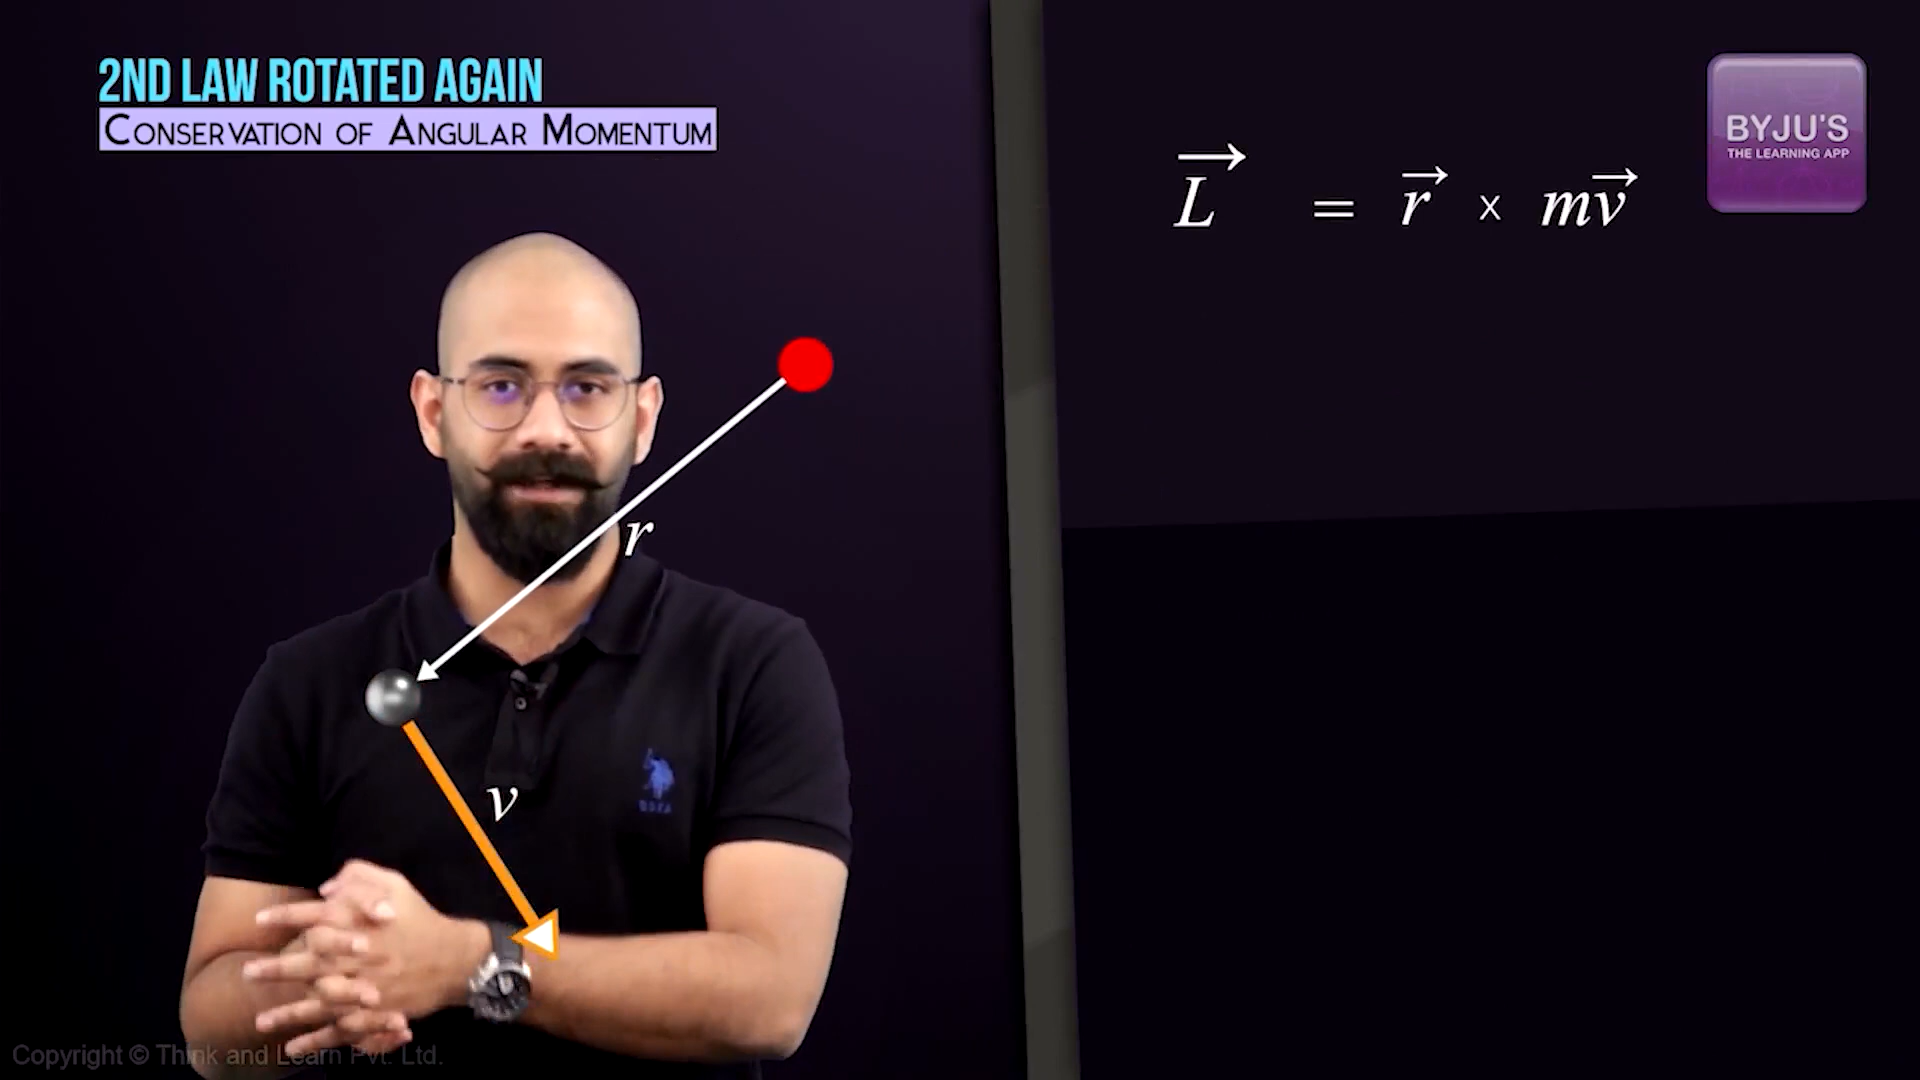 2ND LAW ROTATED AGAIN
CONSERVATION OF ANGULAR MOMENTUM
L⃗ = r⃗ × mv⃗
BYJU'S
THE LEARNING APP
r
v
Copyright © Think and Learn Pvt. Ltd.